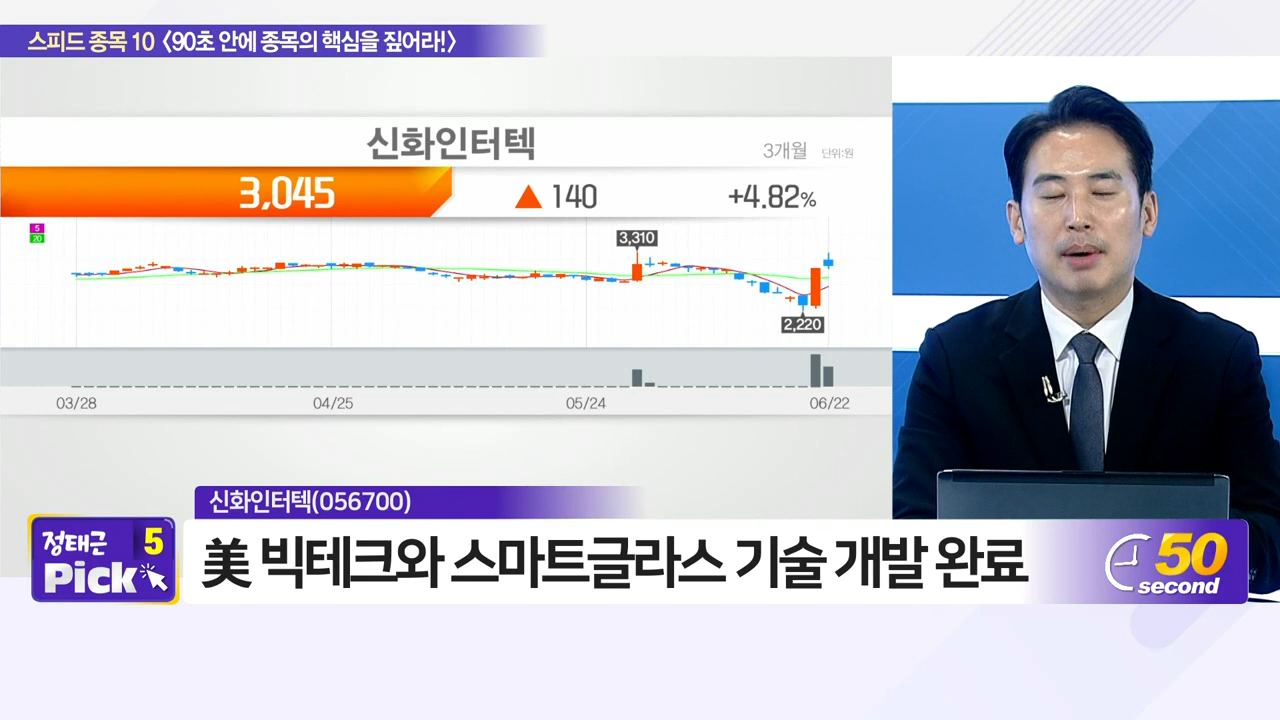 스피드 종목 10 <90초 안에 종목의 핵심을 짚어라!>
신화인터텍
3개월 단위:원
3,045 ▲ 140 +4.82%
5
20
3,310
2,220
03/28 04/25 05/24 06/22
신화인터텍(056700)
정태근 5
Pick
美 빅테크와 스마트글라스 기술 개발 완료
50
second